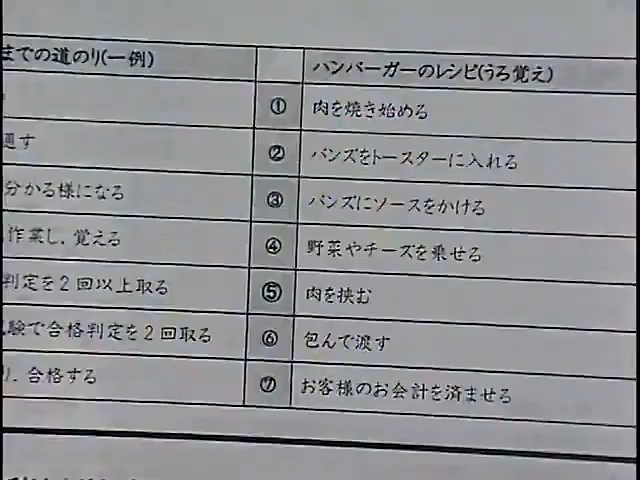 までの道のり(一例)
ハンバーガーのレシピ(うろ覚え)
① 肉を焼き始める
通す
② バンズをトースターに入れる
分かる様になる
③ バンズにソースをかける
作業し、覚える
④ 野菜やチーズを乗せる
判定を2回以上取る
⑤ 肉を挟む
試験で合格判定を2回取る
⑥ 包んで渡す
り、合格する
⑦ お客様のお会計を済ませる